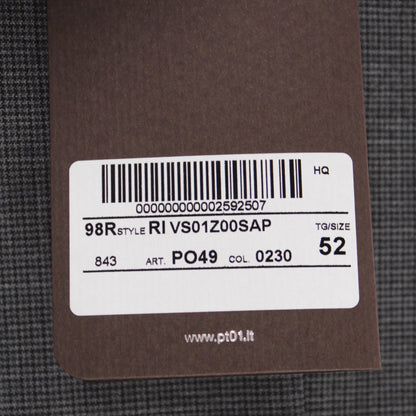 HQ
000000000002592507
98R STYLE RI VS01Z00SAP TG/SIZE
843 ART. PO49 COL. 0230 52
www.pt01.it